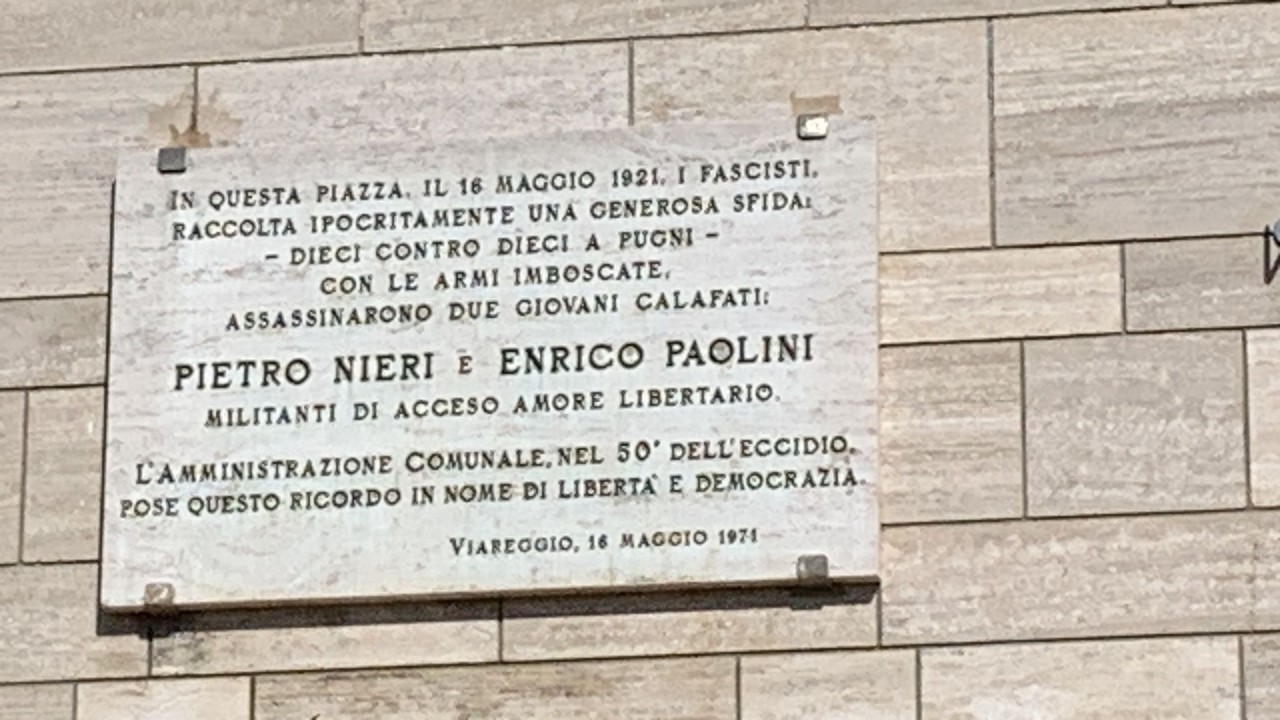 IN QUESTA PIAZZA, IL 16 MAGGIO 1921, I FASCISTI,
RACCOLTA IPOCRITAMENTE UNA GENEROSA SFIDA:
- DIECI CONTRO DIECI A PUGNI -
CON LE ARMI IMBOSCATE,
ASSASSINARONO DUE GIOVANI CALAFATI:
PIETRO NIERI E ENRICO PAOLINI
MILITANTI DI ACCESO AMORE LIBERTARIO.
L'AMMINISTRAZIONE COMUNALE, NEL 50° DELL'ECCIDIO,
POSE QUESTO RICORDO IN NOME DI LIBERTA' E DEMOCRAZIA.
VIAREGGIO, 16 MAGGIO 1971